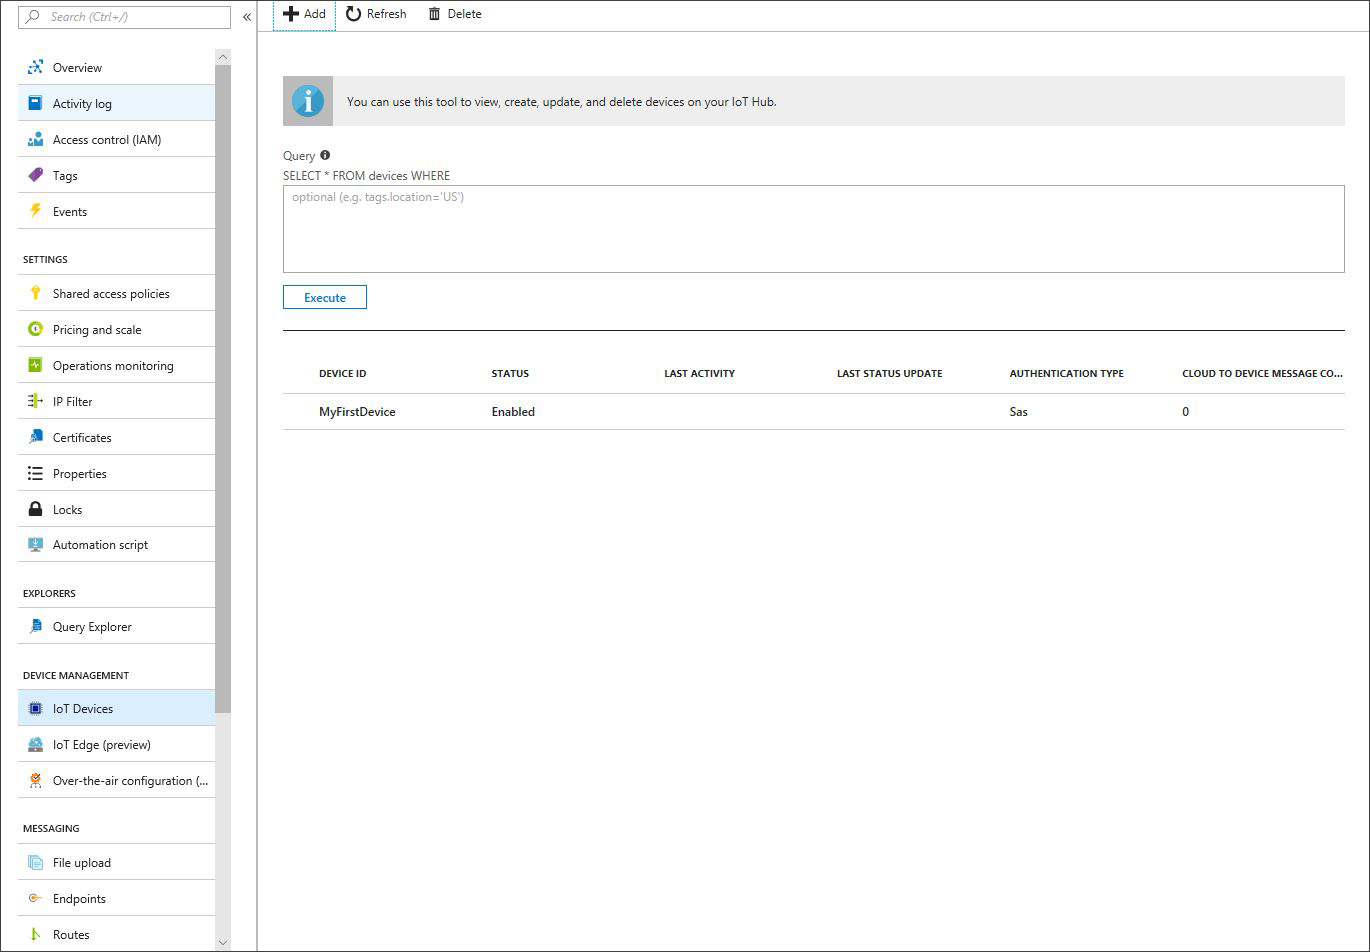 Search (Ctrl+/)
«
Overview
Activity log
Access control (IAM)
Tags
Events
SETTINGS
Shared access policies
Pricing and scale
Operations monitoring
IP Filter
Certificates
Properties
Locks
Automation script
EXPLORERS
Query Explorer
DEVICE MANAGEMENT
IoT Devices
IoT Edge (preview)
Over-the-air configuration (...
MESSAGING
File upload
Endpoints
Routes
Add Refresh Delete
You can use this tool to view, create, update, and delete devices on your IoT Hub.
Query
SELECT * FROM devices WHERE
optional (e.g. tags.location='US')
Execute
DEVICE ID STATUS LAST ACTIVITY LAST STATUS UPDATE AUTHENTICATION TYPE CLOUD TO DEVICE MESSAGE CO...
MyFirstDevice Enabled Sas 0